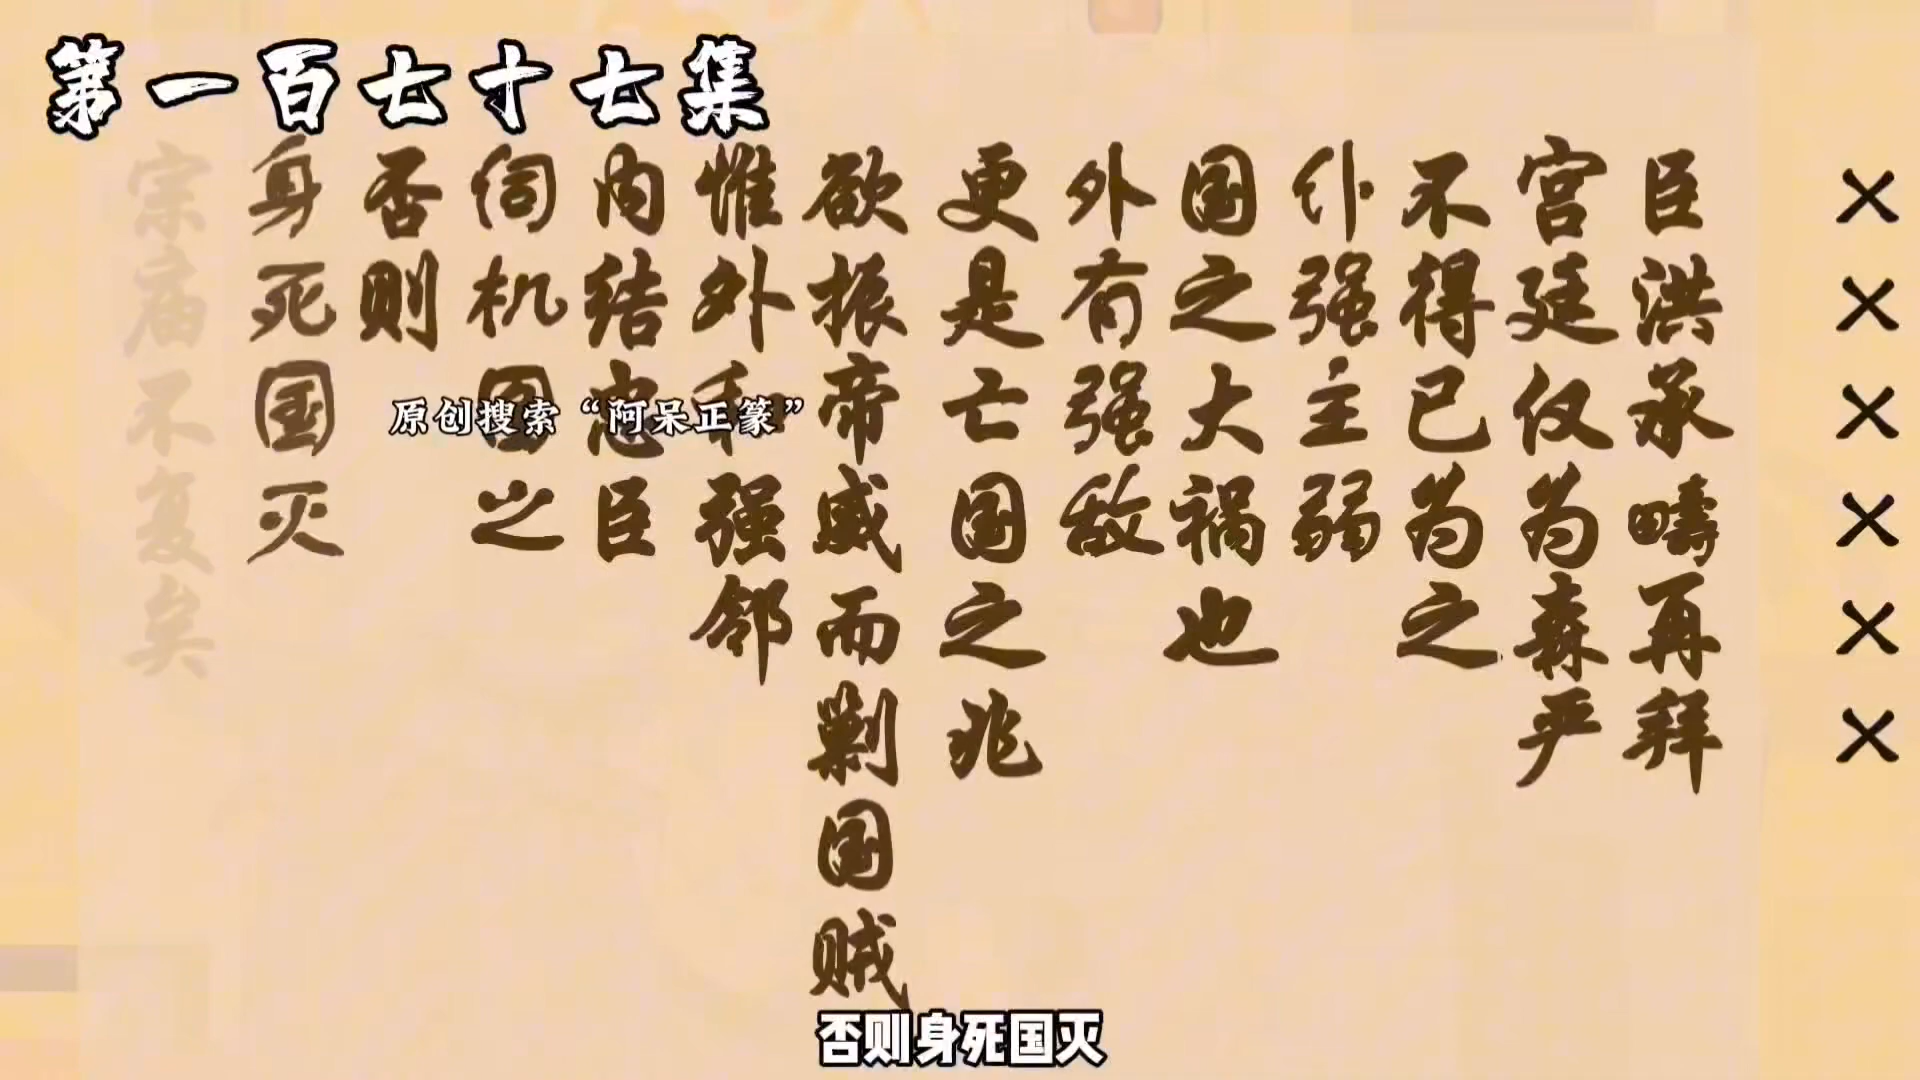 第一百七十七集
××××××
臣洪承畴再拜
宫廷仅为森严
不得已为之
仆强主弱
国之大祸也
外有强敌
更是亡国之兆
欲振帝威而剿国贼
惟外和强邻
内结忠臣
伺机图之
否则
身死国灭
宗庙不复矣
原创搜索“阿呆正篆”
否则身死国灭